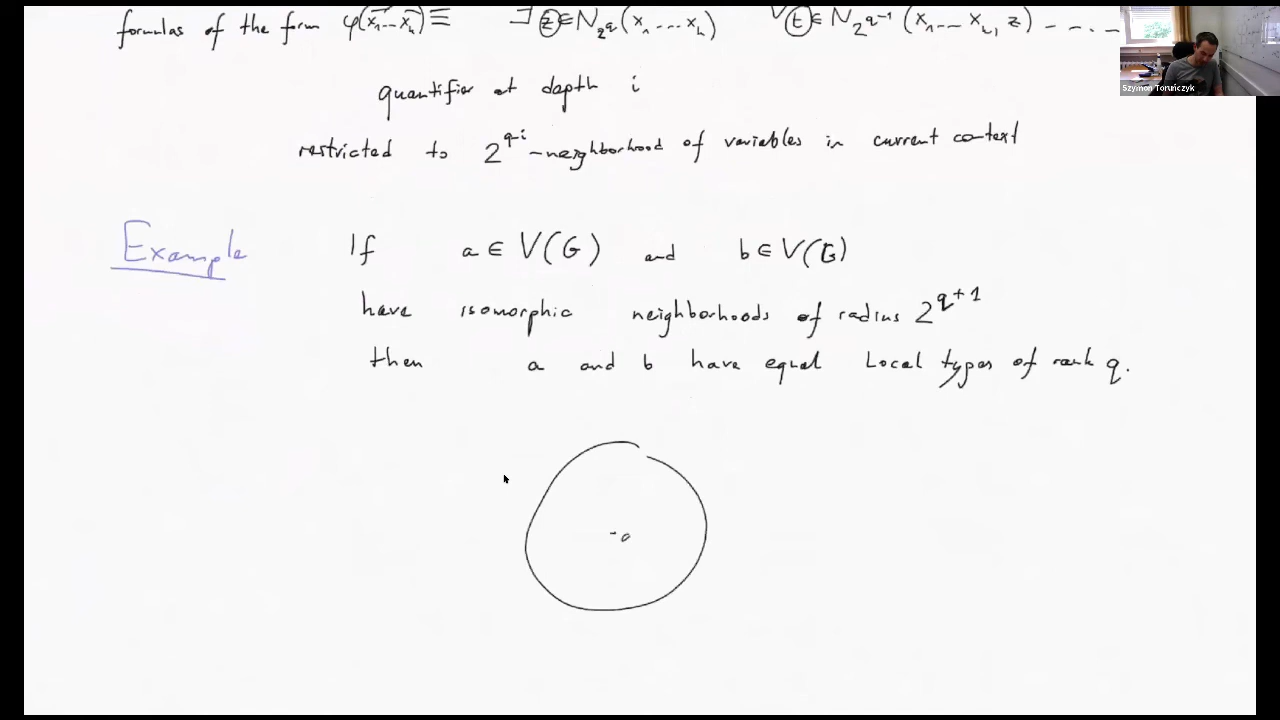 formulas of the form φ(x₁...xₖ) ≡ ∃ z ∈ N_{2^q}(x₁...xₖ) ∀ t ∈ N_{2^{q-1}}(x₁...xₖ, z) - - . . _
Szymon Toruńczyk
quantifier at depth i
restricted to 2^{q-i}-neighborhood of variables in current context
Example If a ∈ V(G) and b ∈ V(G)
have isomorphic neighborhoods of radius 2^{q+1}
then a and b have equal Local types of rank q.
a